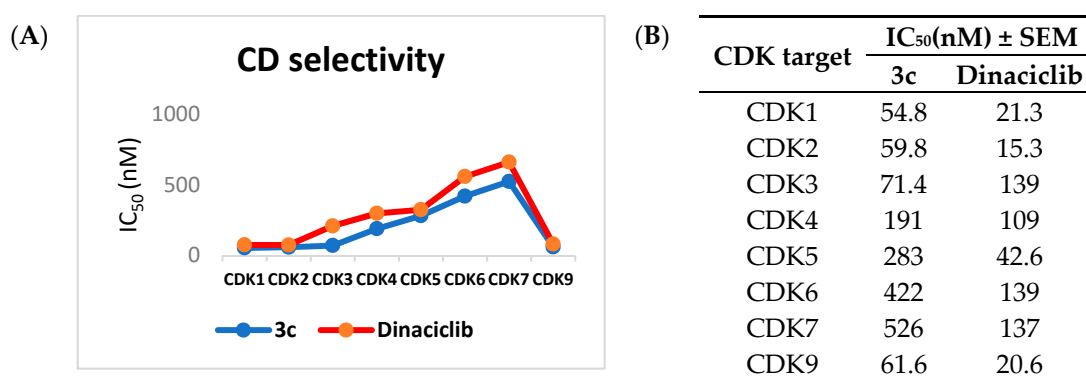 (A)
CD selectivity
IC50 (nM)
1000
500
0
CDK1 CDK2 CDK3 CDK4 CDK5 CDK6 CDK7 CDK9
3c Dinaciclib
(B)
CDK target IC50(nM) ± SEM
3c Dinaciclib
CDK1 54.8 21.3
CDK2 59.8 15.3
CDK3 71.4 139
CDK4 191 109
CDK5 283 42.6
CDK6 422 139
CDK7 526 137
CDK9 61.6 20.6